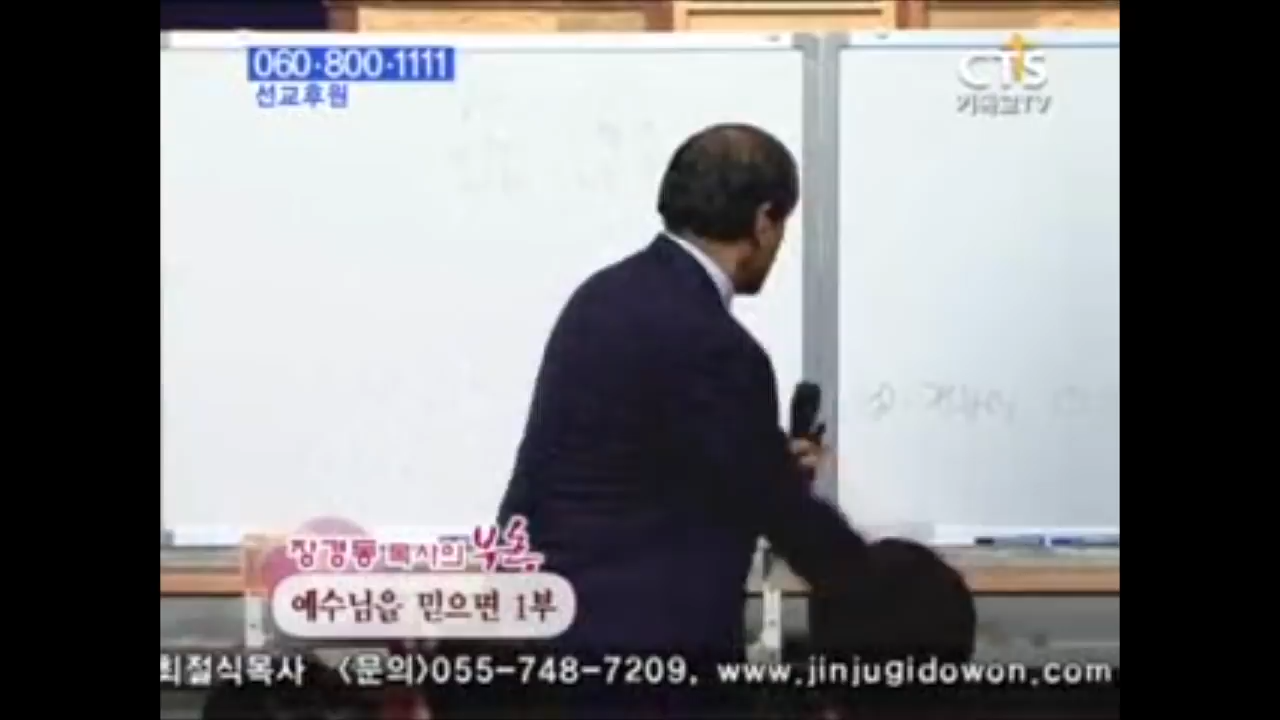 060·800·1111
선교후원
CTS
기독교TV
장경동 목사의
예수님을 믿으면 1부
최절식목사 <문의>055-748-7209, www.jinjugidowon.com